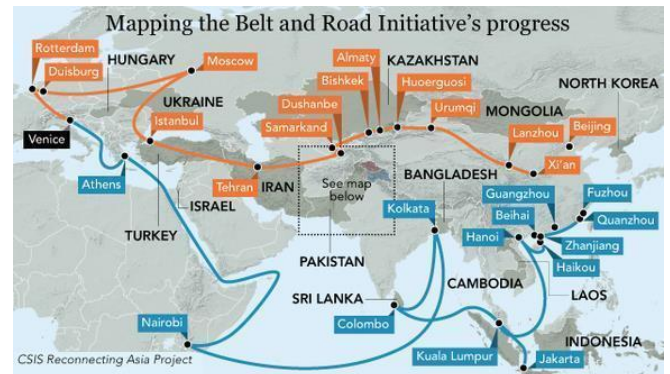 Mapping the Belt and Road Initiative's progress
Rotterdam
Duisburg
HUNGARY
Moscow
Almaty
KAZAKHSTAN
Bishkek
Huoerguosi
NORTH KOREA
UKRAINE
Dushanbe
Urumqi
MONGOLIA
Venice
Istanbul
Samarkand
Lanzhou
Beijing
Athens
Tehran
IRAN
See map
below
BANGLADESH
Xi'an
ISRAEL
Kolkata
Guangzhou
Fuzhou
Beihai
Quanzhou
TURKEY
Hanoi
Zhanjiang
PAKISTAN
Haikou
CAMBODIA
SRI LANKA
LAOS
Nairobi
Colombo
INDONESIA
Kuala Lumpur
Jakarta
CSIS Reconnecting Asia Project